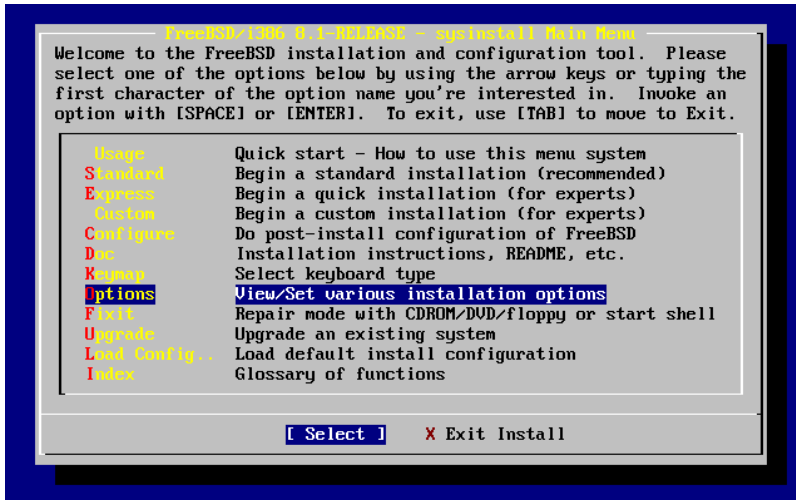 FreeBSD/i386 8.1-RELEASE - sysinstall Main Menu
Welcome to the FreeBSD installation and configuration tool.  Please
select one of the options below by using the arrow keys or typing the
first character of the option name you're interested in.  Invoke an
option with [SPACE] or [ENTER].  To exit, use [TAB] to move to Exit.
Usage Quick start - How to use this menu system
Standard Begin a standard installation (recommended)
Express Begin a quick installation (for experts)
Custom Begin a custom installation (for experts)
Configure Do post-install configuration of FreeBSD
Doc Installation instructions, README, etc.
Keymap Select keyboard type
Options View/Set various installation options
Fixit Repair mode with CDROM/DVD/floppy or start shell
Upgrade Upgrade an existing system
Load Config.. Load default install configuration
Index Glossary of functions
[ Select ] X Exit Install